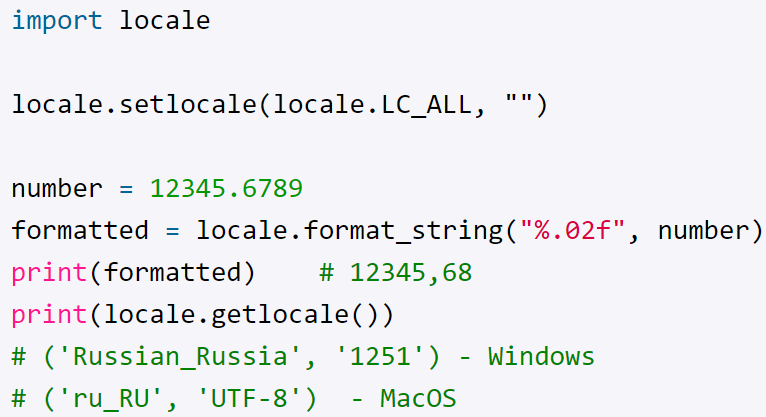 import locale
locale.setlocale(locale.LC_ALL, "")
number = 12345.6789
formatted = locale.format_string("%.02f", number)
print(formatted)    # 12345,68
print(locale.getlocale())
# ('Russian_Russia', '1251') - Windows
# ('ru_RU', 'UTF-8')  - MacOS